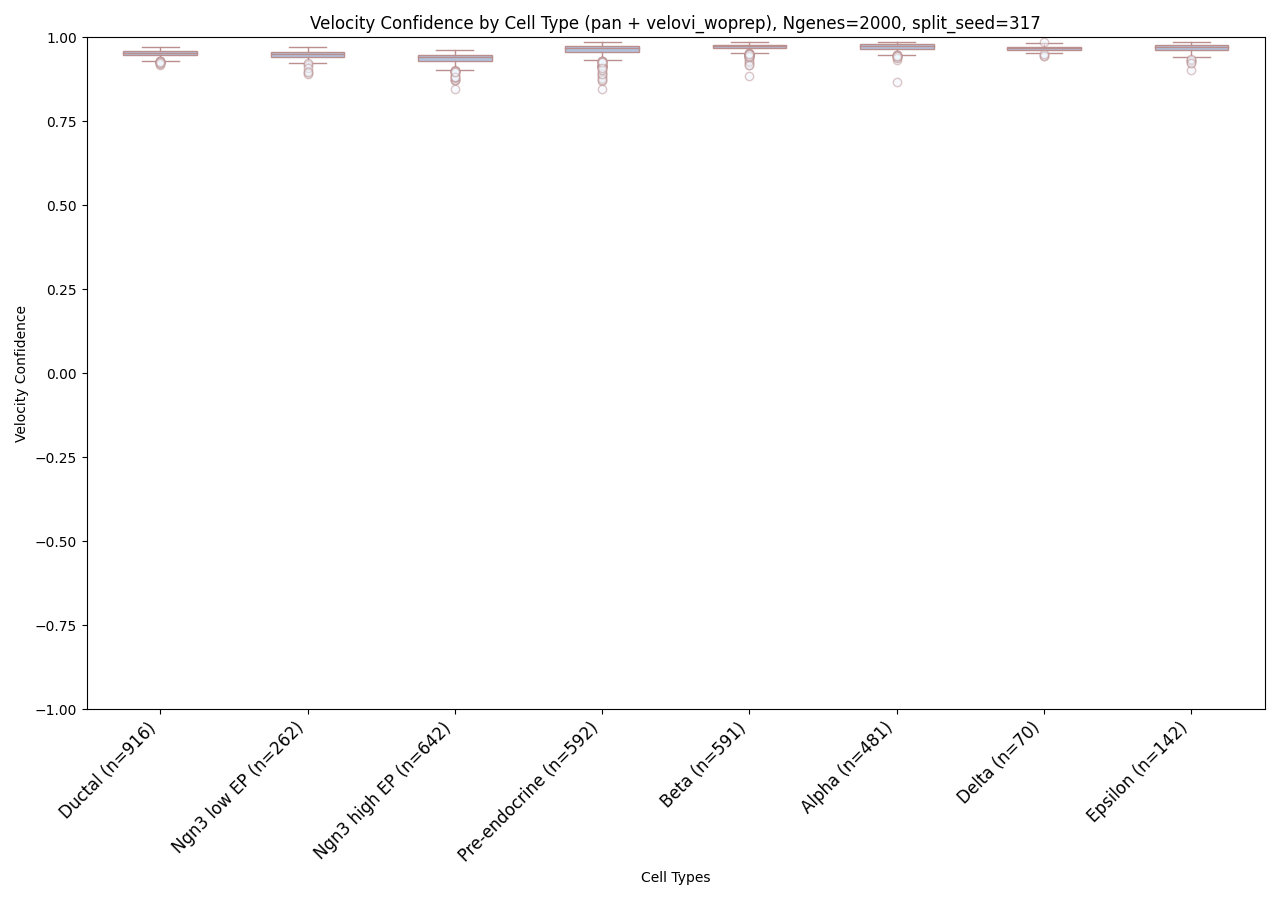 Velocity Confidence by Cell Type (pan + velovi_woprep), Ngenes=2000, split_seed=317
1.00
0.75
0.50
0.25
0.00
−0.25
−0.50
−0.75
−1.00
Velocity Confidence
Ductal (n=916)
Ngn3 low EP (n=262)
Ngn3 high EP (n=642)
Pre-endocrine (n=592)
Beta (n=591)
Alpha (n=481)
Delta (n=70)
Epsilon (n=142)
Cell Types